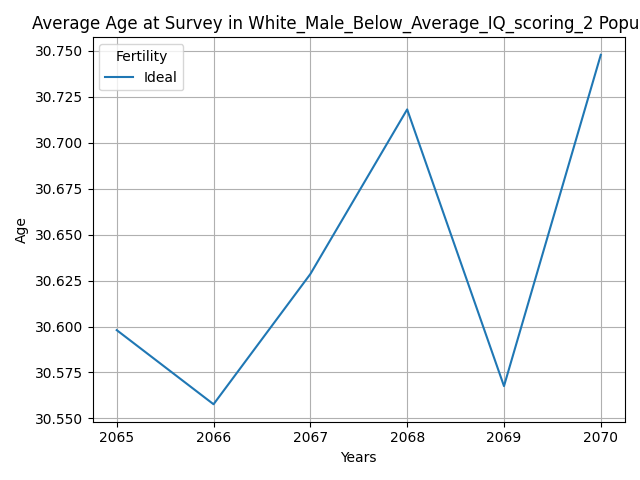 Average Age at Survey in White_Male_Below_Average_IQ_scoring_2 Popu
Fertility
Ideal
30.750
30.725
30.700
30.675
30.650
30.625
30.600
30.575
30.550
Age
2065 2066 2067 2068 2069 2070
Years